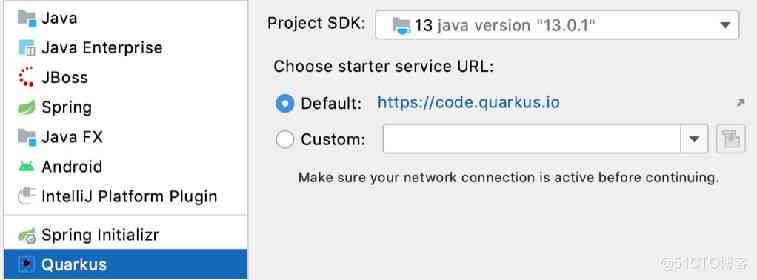 Java
Java Enterprise
JBoss
Spring
Java FX
Android
IntelliJ Platform Plugin
Spring Initializr
Quarkus
Project SDK: 13 java version "13.0.1"
Choose starter service URL:
Default: https://code.quarkus.io
Custom:
Make sure your network connection is active before continuing.
@51CTO博客